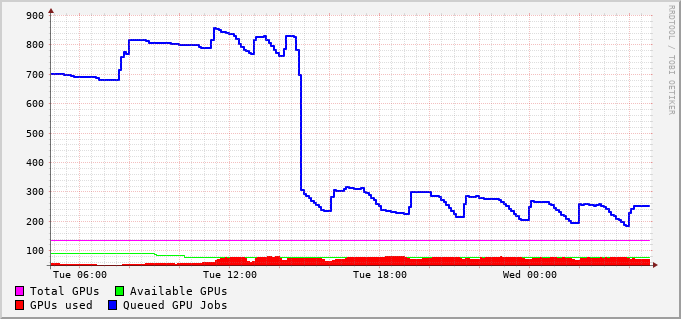 900
800
700
600
500
400
300
200
100
Tue 06:00 Tue 12:00 Tue 18:00 Wed 00:00
Total GPUs Available GPUs
GPUs used Queued GPU Jobs
RRDTOOL / TOBI OETIKER